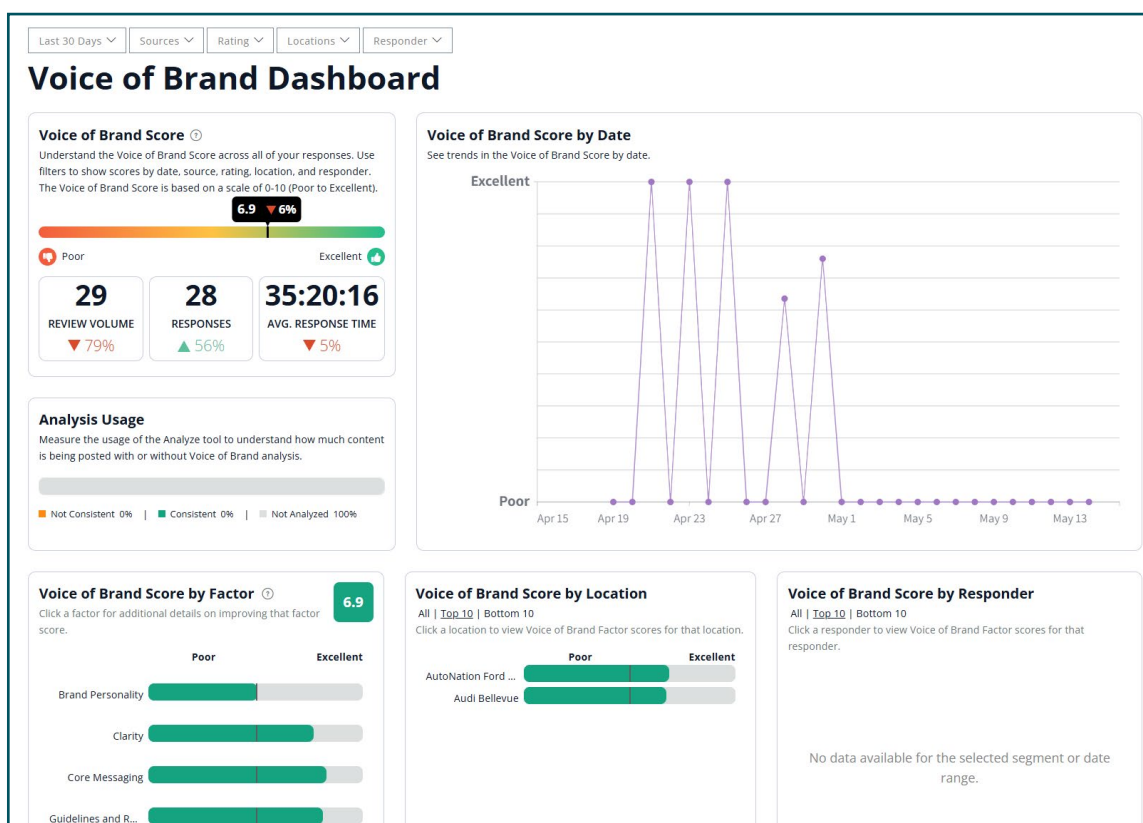 Last 30 Days Sources Rating Locations Responder
Voice of Brand Dashboard
Voice of Brand Score
Understand the Voice of Brand Score across all of your responses. Use
filters to show scores by date, source, rating, location, and responder.
The Voice of Brand Score is based on a scale of 0-10 (Poor to Excellent).
6.9 ▼6%
Poor Excellent
29
REVIEW VOLUME
▼ 79%
28
RESPONSES
▲ 56%
35:20:16
AVG. RESPONSE TIME
▼ 5%
Voice of Brand Score by Date
See trends in the Voice of Brand Score by date.
Excellent
Poor
Apr 15 Apr 19 Apr 23 Apr 27 May 1 May 5 May 9 May 13
Analysis Usage
Measure the usage of the Analyze tool to understand how much content
is being posted with or without Voice of Brand analysis.
Not Consistent 0% | Consistent 0% | Not Analyzed 100%
Voice of Brand Score by Factor
6.9
Click a factor for additional details on improving that factor
score.
Poor Excellent
Brand Personality
Clarity
Core Messaging
Guidelines and R...
Voice of Brand Score by Location
All | Top 10 | Bottom 10
Click a location to view Voice of Brand Factor scores for that location.
Poor Excellent
AutoNation Ford ...
Audi Bellevue
Voice of Brand Score by Responder
All | Top 10 | Bottom 10
Click a responder to view Voice of Brand Factor scores for that
responder.
No data available for the selected segment or date
range.